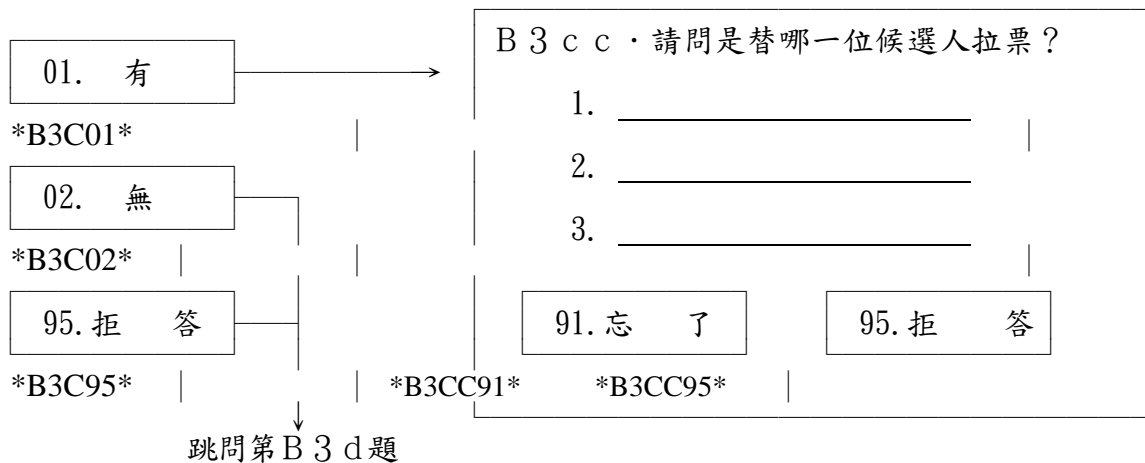 Ｂ３ｃｃ．請問是替哪一位候選人拉票？
01. 有
1.
*B3C01*
2.
02. 無
3.
*B3C02*
95.拒 答
91.忘 了
95.拒 答
*B3C95*
*B3CC91*
*B3CC95*
跳問第Ｂ３ｄ題